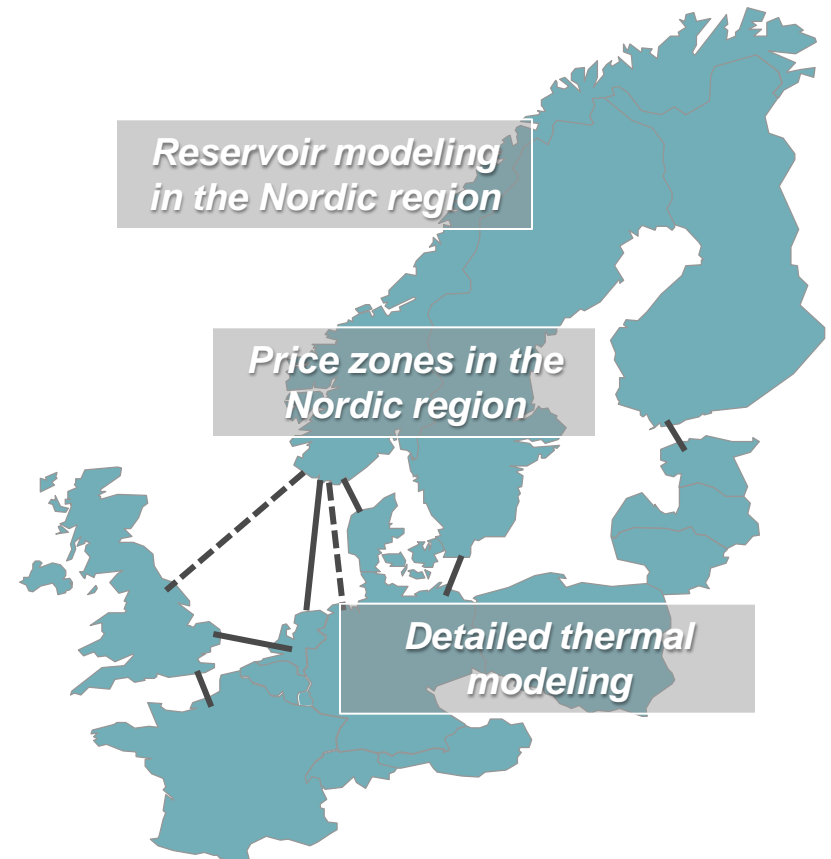 Reservoir modeling
in the Nordic region
Price zones in the
Nordic region
Detailed thermal
modeling